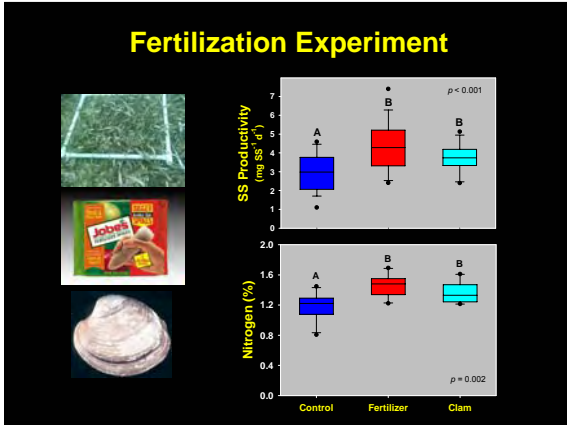 Fertilization Experiment
Jobe's
SS Productivity
(mg SS⁻¹ d⁻¹)
7
6
5
4
3
2
1
0
p < 0.001
A
B
B
Nitrogen (%)
2.0
1.6
1.2
0.8
0.4
0.0
A
B
B
p = 0.002
Control
Fertilizer
Clam